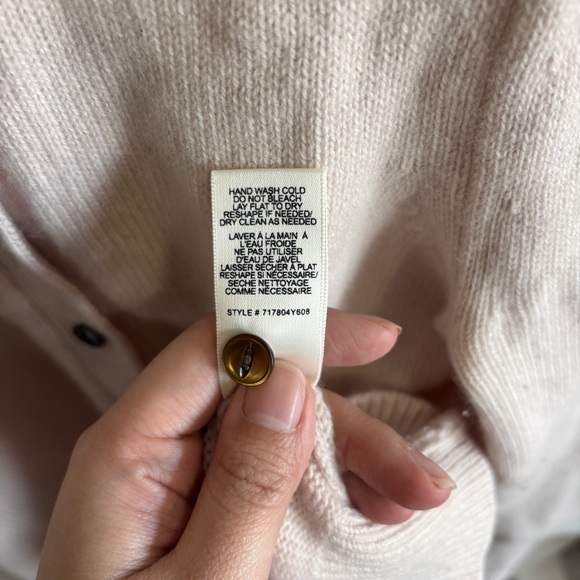 HAND WASH COLD
DO NOT BLEACH
LAY FLAT TO DRY
RESHAPE IF NEEDED/
DRY CLEAN AS NEEDED
LAVER À LA MAIN À
L'EAU FROIDE
NE PAS UTILISER
D'EAU DE JAVEL
LAISSER SÉCHER À PLAT
RESHAPE SI NÉCESSAIRE/
SECHE NETTOYAGE
COMME NÉCESSAIRE
STYLE # 717804Y608